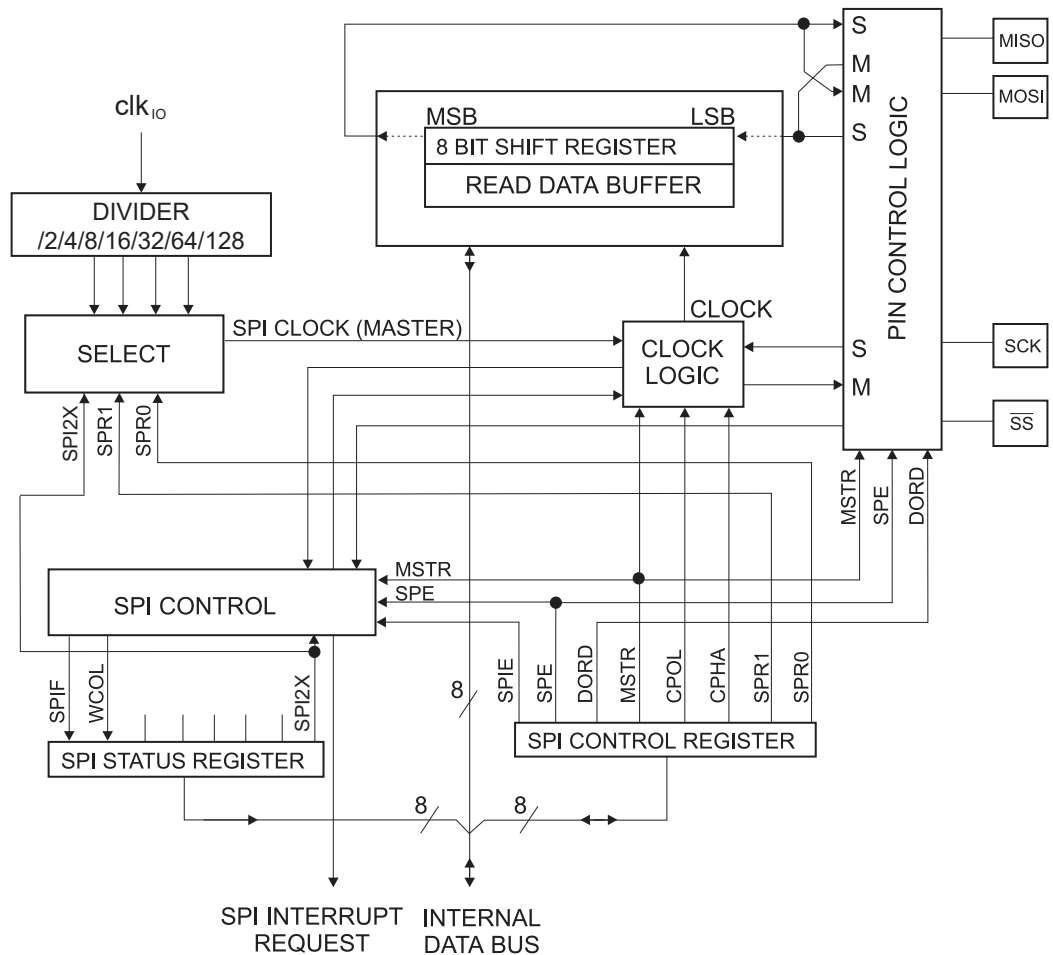 S
MISO
M
M
MOSI
clk IO
MSB
LSB
S
8 BIT SHIFT REGISTER
READ DATA BUFFER
PIN CONTROL LOGIC
DIVIDER
/2/4/8/16/32/64/128
CLOCK
SPI CLOCK (MASTER)
SELECT
CLOCK
LOGIC
S
SCK
M
SPI2X
SPR1
SPR0
SS
MSTR
SPE
DORD
MSTR
SPE
SPI CONTROL
SPIF
WCOL
SPI2X
8
SPIE
SPE
DORD
MSTR
CPOL
CPHA
SPR1
SPR0
SPI STATUS REGISTER
SPI CONTROL REGISTER
8
8
SPI INTERRUPT
REQUEST
INTERNAL
DATA BUS